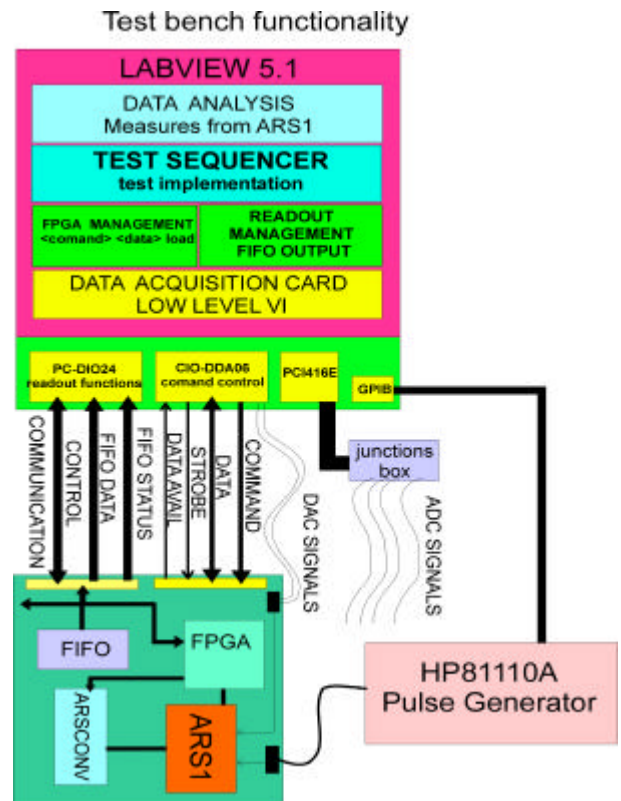 Test bench functionality
LABVIEW 5.1
DATA ANALYSIS
Measures from ARS1
TEST SEQUENCER
test implementation
FPGA MANAGEMENT
<comand> <data> load
READOUT
MANAGEMENT
FIFO OUTPUT
DATA ACQUISITION CARD
LOW LEVEL VI
PC-DIO24
readout functions
CIO-DDA06
comand control
PCI416E
GPIB
COMMUNICATION
CONTROL
FIFO DATA
FIFO STATUS
DATA AVAIL
STROBE
DATA
COMMAND
DAC SIGNALS
junctions
box
ADC SIGNALS
FIFO
FPGA
ARSCONV
ARS1
HP81110A
Pulse Generator